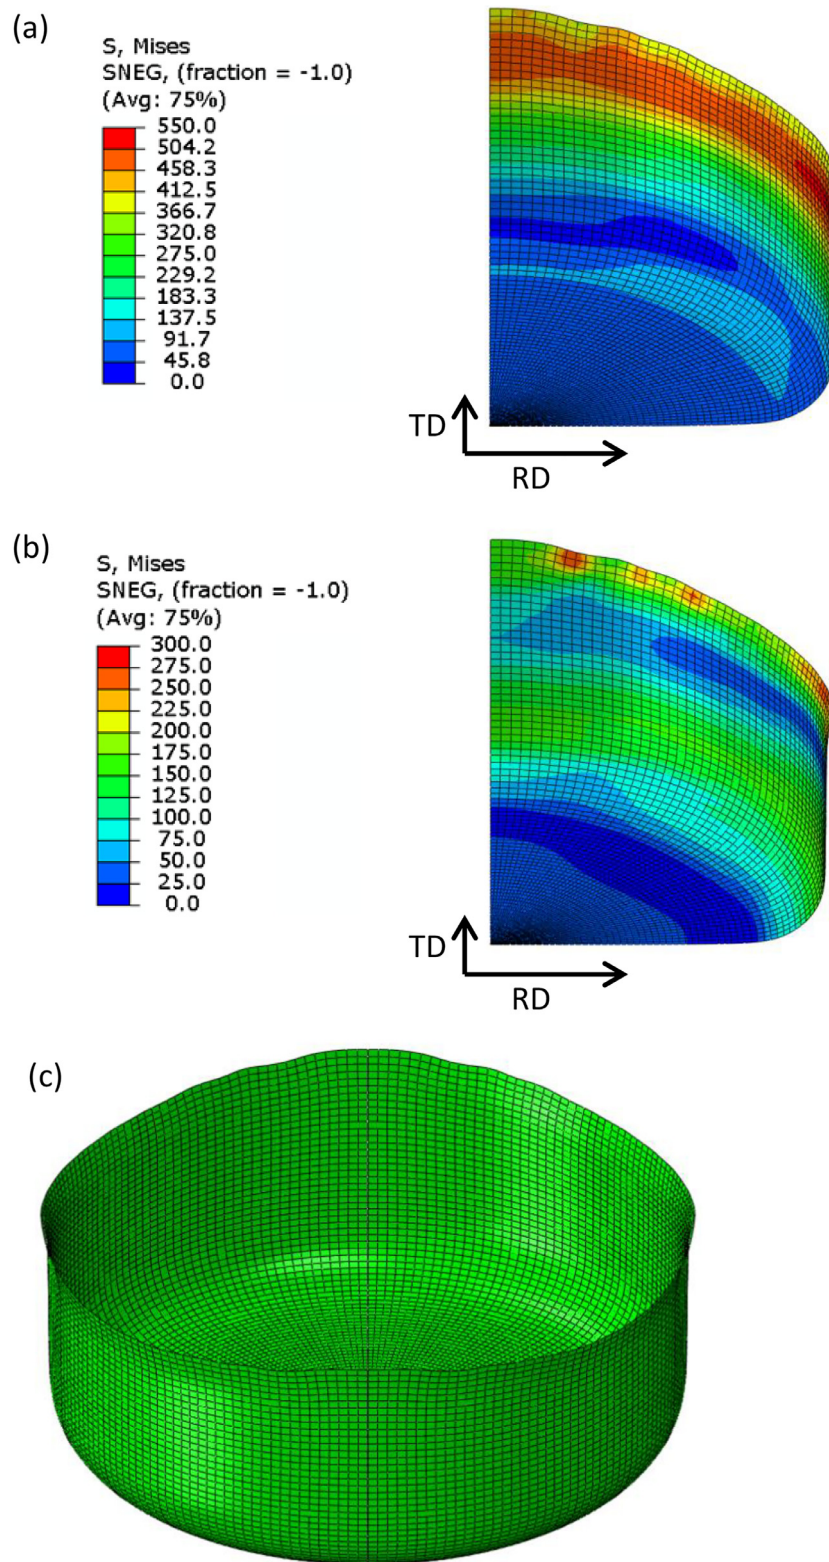 (a)
S, Mises
SNEG, (fraction = -1.0)
(Avg: 75%)
550.0
504.2
458.3
412.5
366.7
320.8
275.0
229.2
183.3
137.5
91.7
45.8
0.0
TD
RD
(b)
S, Mises
SNEG, (fraction = -1.0)
(Avg: 75%)
300.0
275.0
250.0
225.0
200.0
175.0
150.0
125.0
100.0
75.0
50.0
25.0
0.0
TD
RD
(c)